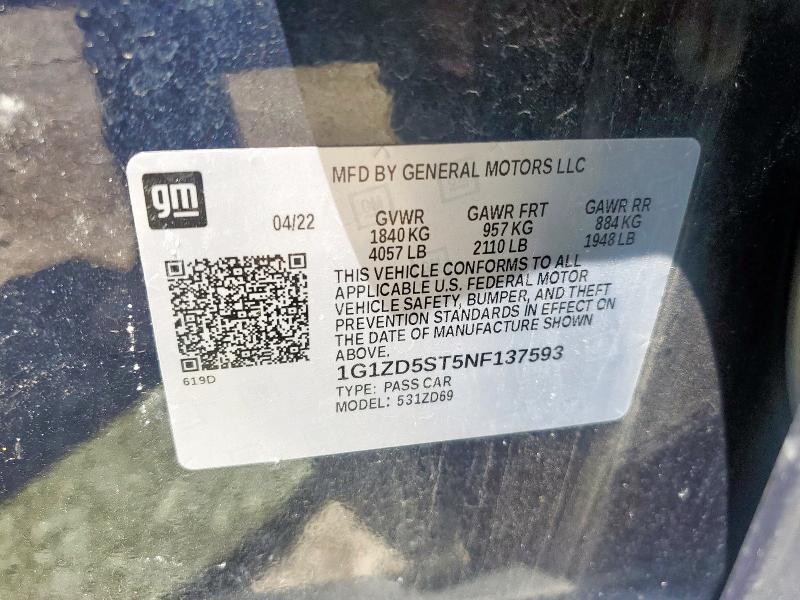 MFD BY GENERAL MOTORS LLC
gm
04/22
GVWR
1840 KG
4057 LB
GAWR FRT
957 KG
2110 LB
GAWR RR
884 KG
1948 LB
THIS VEHICLE CONFORMS TO ALL
APPLICABLE U.S. FEDERAL MOTOR
VEHICLE SAFETY, BUMPER, AND THEFT
PREVENTION STANDARDS IN EFFECT ON
THE DATE OF MANUFACTURE SHOWN
ABOVE.
619D
1G1ZD5ST5NF137593
TYPE: PASS CAR
MODEL: 531ZD69